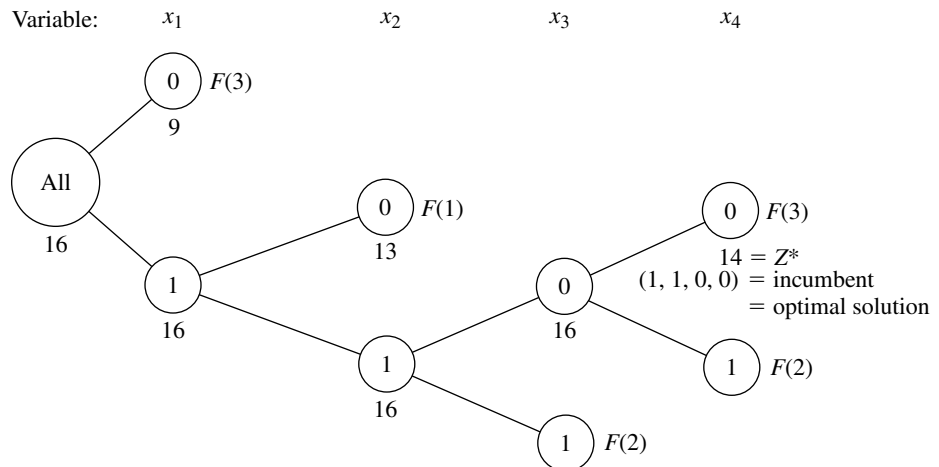 Variable: x₁ x₂ x₃ x₄
0 F(3)
9
All
16
0 F(1)
13
0 F(3)
14 = Z*
(1, 1, 0, 0) = incumbent
= optimal solution
1
16
0
16
1
16
1 F(2)
1 F(2)